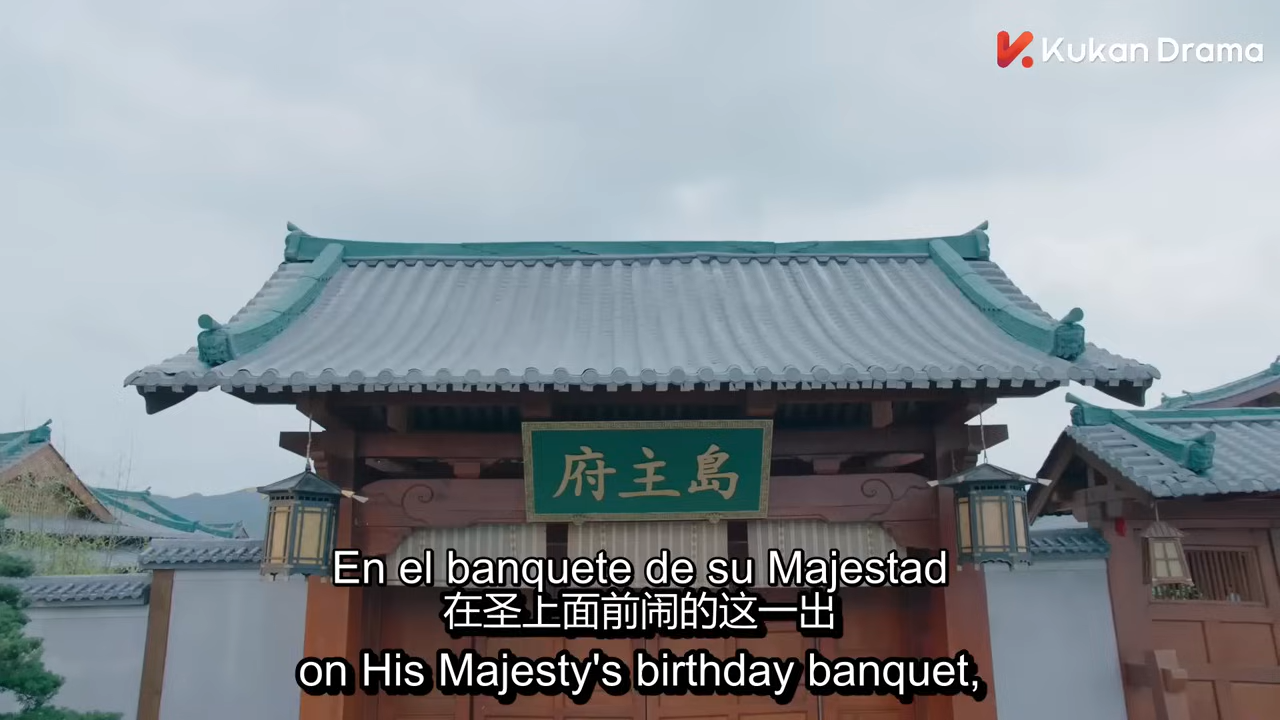 Kukan Drama
府主島
En el banquete de su Majestad
在圣上面前闹的这一出
on His Majesty's birthday banquet,